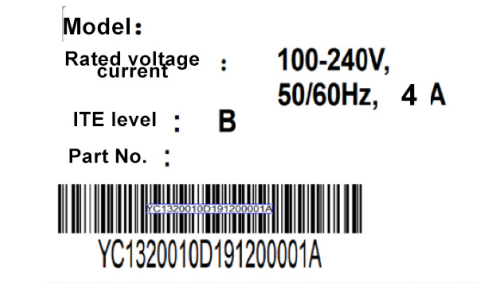 Model:
Rated voltage current : 100-240V,
50/60Hz, 4 A
ITE level : B
Part No. :
YC1320010D191200001A
YC1320010D191200001A